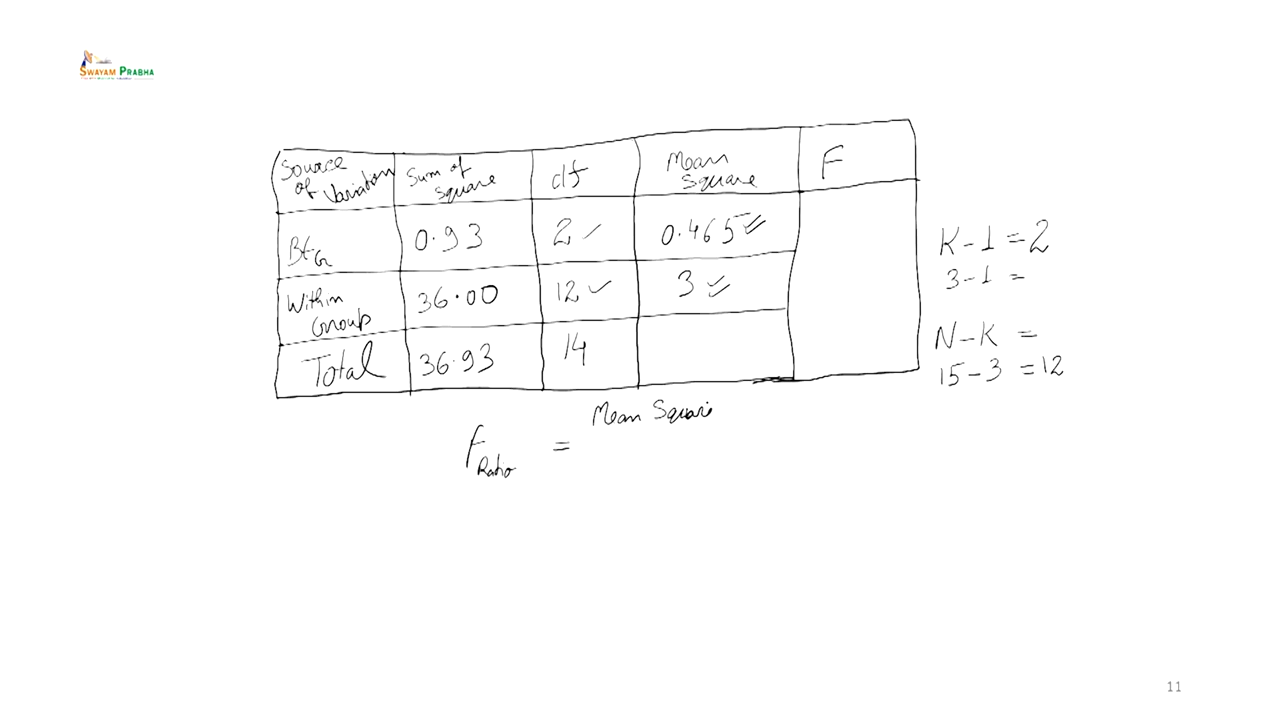 SWAYAM PRABHA
Source of Variation Sum of Square df Mean Square F
BtG 0.93 2 0.465
Within Group 36.00 12 3
Total 36.93 14
K-1 = 2
3-1 =
N-K =
15-3 = 12
F Ratio = Mean Square
11